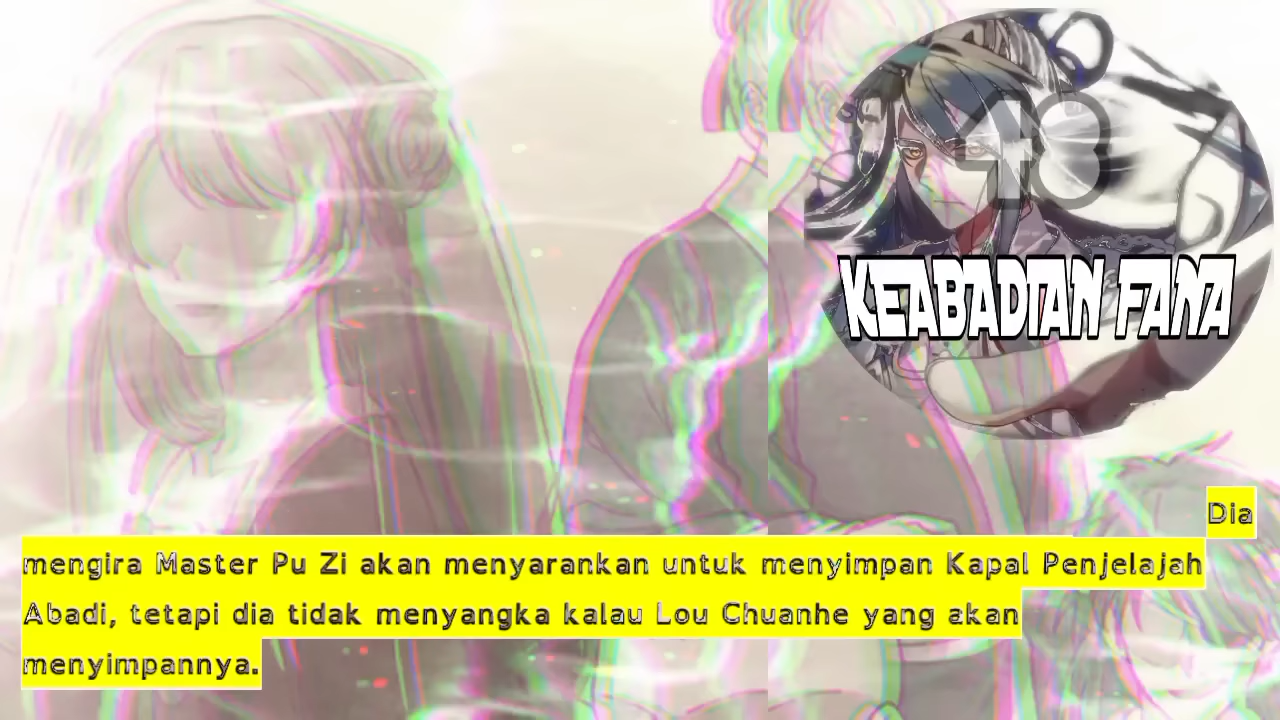 48
KEABADIAN FANA
Dia
mengira Master Pu Zi akan menyarankan untuk menyimpan Kapal Penjelajah
Abadi, tetapi dia tidak menyangka kalau Lou Chuanhe yang akan
menyimpannya.